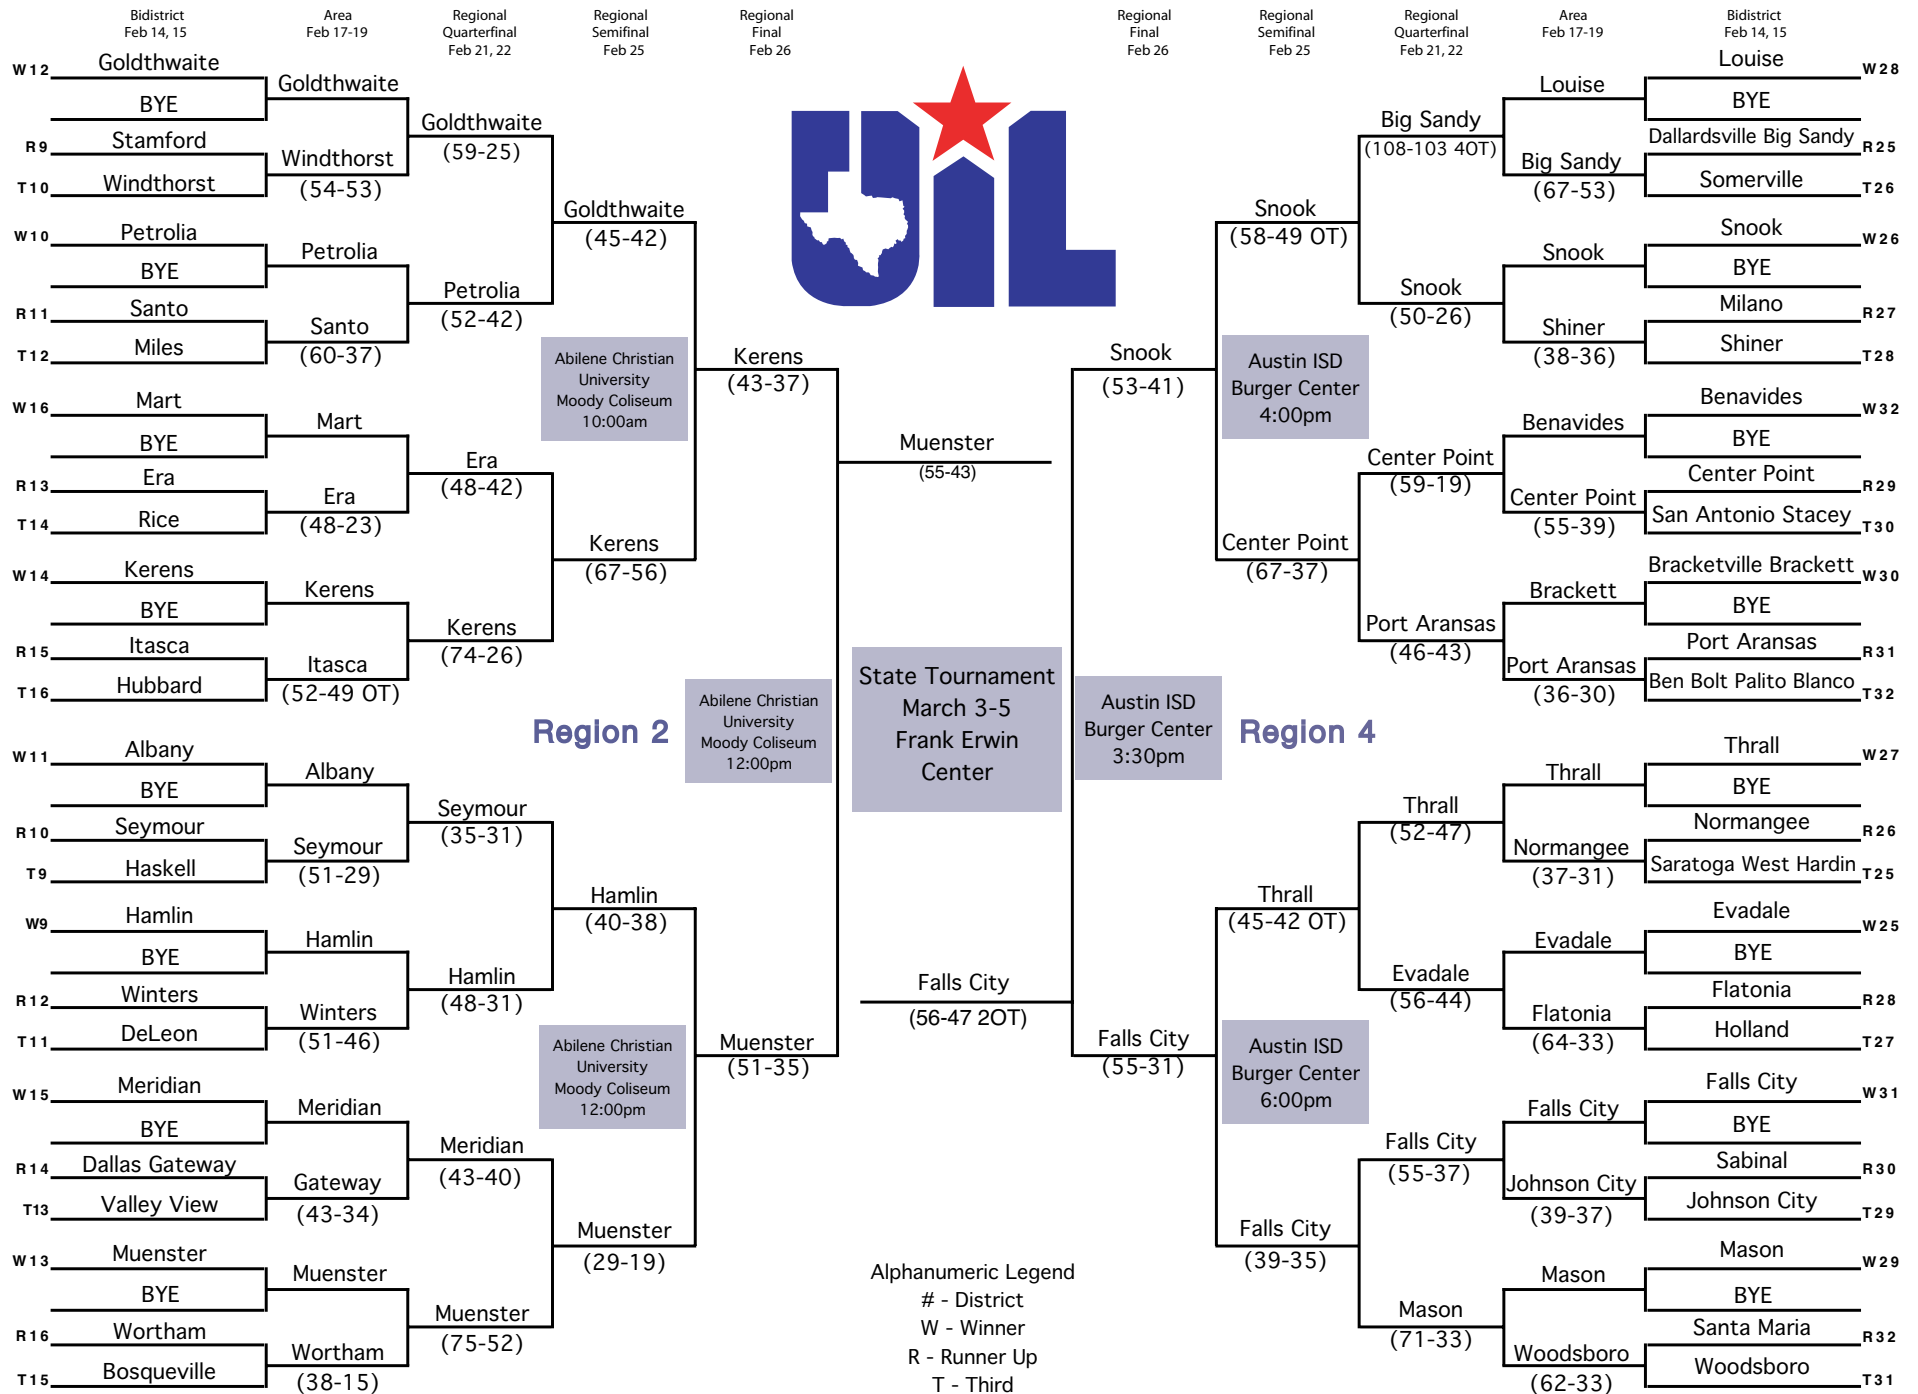 Bidistrict
Feb 14, 15
Area
Feb 17-19
Regional
Quarterfinal
Feb 21, 22
Regional
Semifinal
Feb 25
Regional
Final
Feb 26
Regional
Final
Feb 26
Regional
Semifinal
Feb 25
Regional
Quarterfinal
Feb 21, 22
Area
Feb 17-19
Bidistrict
Feb 14, 15
W12 Goldthwaite
BYE
R9 Stamford
T10 Windthorst
W10 Petrolia
BYE
R11 Santo
T12 Miles
W16 Mart
BYE
R13 Era
T14 Rice
W14 Kerens
BYE
R15 Itasca
T16 Hubbard
W11 Albany
BYE
R10 Seymour
T9 Haskell
W9 Hamlin
BYE
R12 Winters
T11 DeLeon
W15 Meridian
BYE
R14 Dallas Gateway
T13 Valley View
W13 Muenster
BYE
R16 Wortham
T15 Bosqueville
Goldthwaite
Windthorst
(54-53)
Petrolia
Santo
(60-37)
Mart
Era
(48-23)
Kerens
Itasca
(52-49 OT)
Albany
Seymour
(51-29)
Hamlin
Winters
(51-46)
Meridian
Gateway
(43-34)
Muenster
Wortham
(38-15)
Goldthwaite
(59-25)
Petrolia
(52-42)
Era
(48-42)
Kerens
(74-26)
Seymour
(35-31)
Hamlin
(48-31)
Meridian
(43-40)
Muenster
(75-52)
Goldthwaite
(45-42)
Abilene Christian
University
Moody Coliseum
10:00am
Kerens
(67-56)
Region 2
Hamlin
(40-38)
Abilene Christian
University
Moody Coliseum
12:00pm
Muenster
(29-19)
Kerens
(43-37)
Abilene Christian
University
Moody Coliseum
12:00pm
Muenster
(51-35)
UIL
Muenster
(55-43)
State Tournament
March 3-5
Frank Erwin
Center
Falls City
(56-47 2OT)
Alphanumeric Legend
# - District
W - Winner
R - Runner Up
T - Third
Snook
(53-41)
Austin ISD
Burger Center
3:30pm
Falls City
(55-31)
Snook
(58-49 OT)
Austin ISD
Burger Center
4:00pm
Center Point
(67-37)
Region 4
Thrall
(45-42 OT)
Austin ISD
Burger Center
6:00pm
Falls City
(39-35)
Big Sandy
(108-103 4OT)
Snook
(50-26)
Center Point
(59-19)
Port Aransas
(46-43)
Thrall
(52-47)
Evadale
(56-44)
Falls City
(55-37)
Mason
(71-33)
Louise
Big Sandy
(67-53)
Snook
Shiner
(38-36)
Benavides
Center Point
(55-39)
Brackett
Port Aransas
(36-30)
Thrall
Normangee
(37-31)
Evadale
Flatonia
(64-33)
Falls City
Johnson City
(39-37)
Mason
Woodsboro
(62-33)
Louise W28
BYE
Dallardsville Big Sandy R25
Somerville T26
Snook W26
BYE
Milano R27
Shiner T28
Benavides W32
BYE
Center Point R29
San Antonio Stacey T30
Bracketville Brackett W30
BYE
Port Aransas R31
Ben Bolt Palito Blanco T32
Thrall W27
BYE
Normangee R26
Saratoga West Hardin T25
Evadale W25
BYE
Flatonia R28
Holland T27
Falls City W31
BYE
Sabinal R30
Johnson City T29
Mason W29
BYE
Santa Maria R32
Woodsboro T31